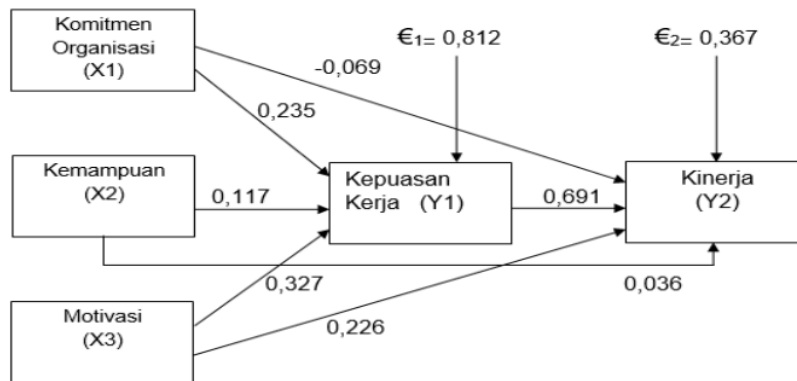 Komitmen
Organisasi
(X1)
€1= 0,812
€2= 0,367
-0,069
0,235
Kemampuan
(X2)
0,117
Kepuasan
Kerja (Y1)
0,691
Kinerja
(Y2)
0,327
0,036
Motivasi
(X3)
0,226